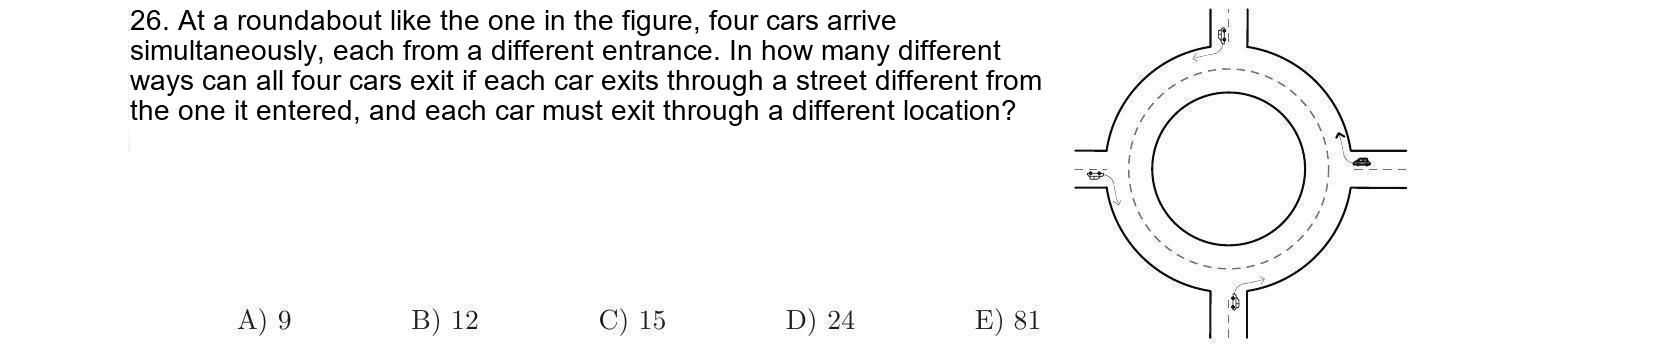 26. At a roundabout like the one in the figure, four cars arrive
simultaneously, each from a different entrance. In how many different
ways can all four cars exit if each car exits through a street different from
the one it entered, and each car must exit through a different location?
A) 9 B) 12 C) 15 D) 24 E) 81